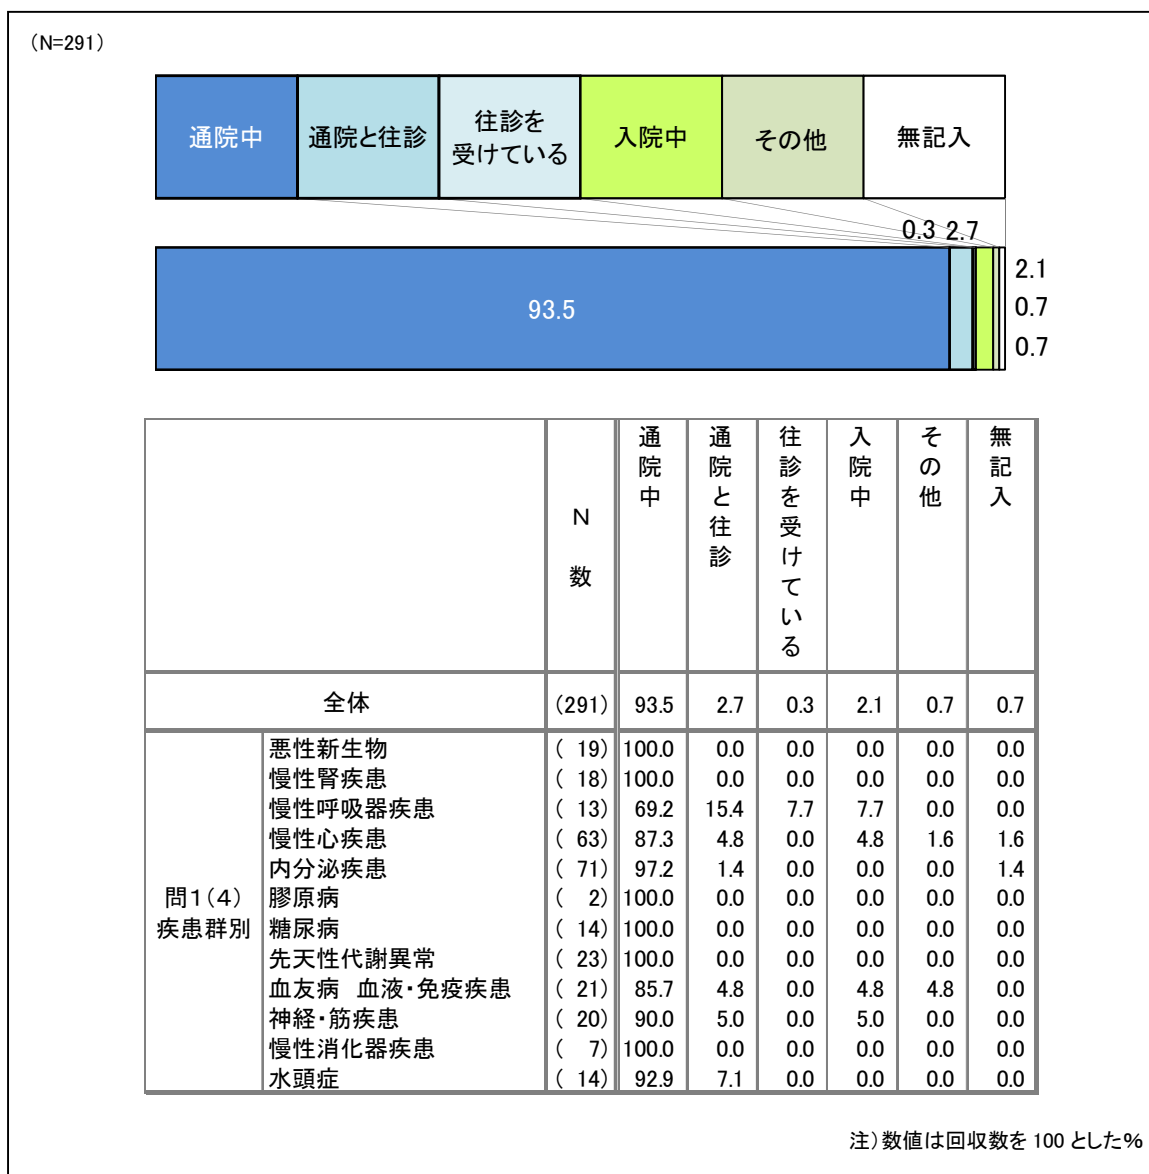 (N=291)
通院中 通院と往診 往診を受けている 入院中 その他 無記入
0.3 2.7
93.5
2.1
0.7
0.7
N数 通院中 通院と往診 往診を受けている 入院中 その他 無記入
全体 (291) 93.5 2.7 0.3 2.1 0.7 0.7
問1(4)疾患群別
悪性新生物 ( 19) 100.0 0.0 0.0 0.0 0.0 0.0
慢性腎疾患 ( 18) 100.0 0.0 0.0 0.0 0.0 0.0
慢性呼吸器疾患 ( 13) 69.2 15.4 7.7 7.7 0.0 0.0
慢性心疾患 ( 63) 87.3 4.8 0.0 4.8 1.6 1.6
内分泌疾患 ( 71) 97.2 1.4 0.0 0.0 0.0 1.4
膠原病 ( 2) 100.0 0.0 0.0 0.0 0.0 0.0
糖尿病 ( 14) 100.0 0.0 0.0 0.0 0.0 0.0
先天性代謝異常 ( 23) 100.0 0.0 0.0 0.0 0.0 0.0
血友病 血液・免疫疾患 ( 21) 85.7 4.8 0.0 4.8 4.8 0.0
神経・筋疾患 ( 20) 90.0 5.0 0.0 5.0 0.0 0.0
慢性消化器疾患 ( 7) 100.0 0.0 0.0 0.0 0.0 0.0
水頭症 ( 14) 92.9 7.1 0.0 0.0 0.0 0.0
注)数値は回収数を 100 とした%